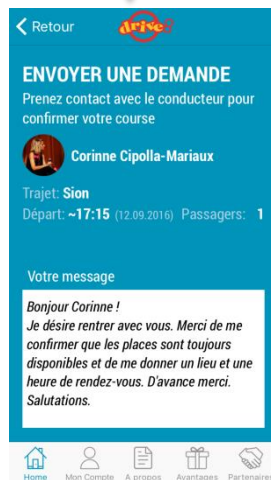 Retour
drive
ENVOYER UNE DEMANDE
Prenez contact avec le conducteur pour
confirmer votre course
Corinne Cipolla-Mariaux
Trajet: Sion
Départ: ~17:15 (12.09.2016) Passagers: 1
Votre message
Bonjour Corinne !
Je désire rentrer avec vous. Merci de me
confirmer que les places sont toujours
disponibles et de me donner un lieu et une
heure de rendez-vous. D'avance merci.
Salutations.
Home Mon Compte A propos Avantages Partenaires